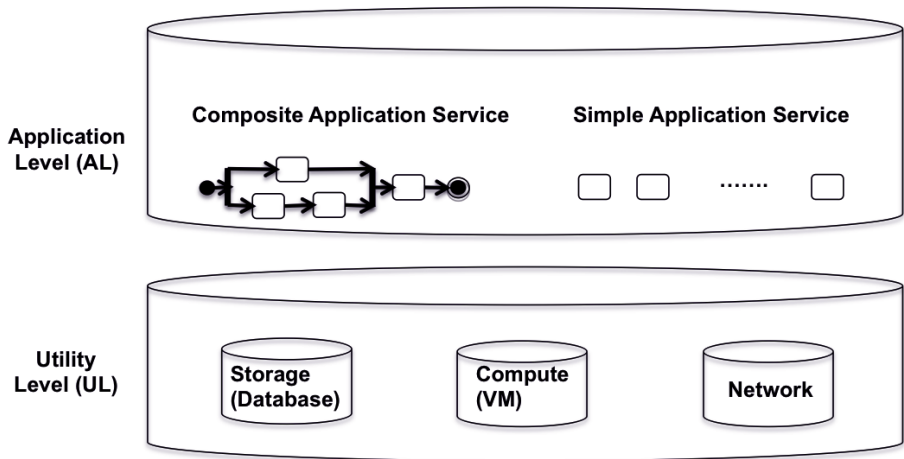 Composite Application Service
Simple Application Service
Application
Level (AL)
.......
Utility
Level (UL)
Storage
(Database)
Compute
(VM)
Network